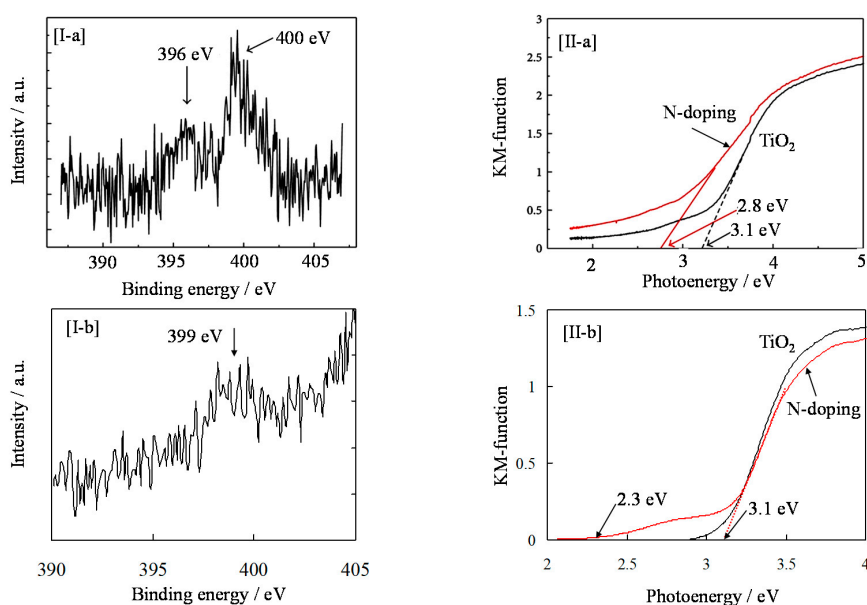 [I-a]
396 eV
400 eV
Intensitv / a.u.
390
395
400
405
Binding energy / eV
[II-a]
3
2.5
2
1.5
1
0.5
0
KM-function
N-doping
TiO2
2.8 eV
3.1 eV
2
3
4
5
Photoenergy / eV
[I-b]
399 eV
Intensity / a.u.
390
395
400
405
Binding energy / eV
[II-b]
1.5
1
0.5
0
KM-function
TiO2
N-doping
2.3 eV
3.1 eV
2
2.5
3
3.5
4
Photoenergy / eV